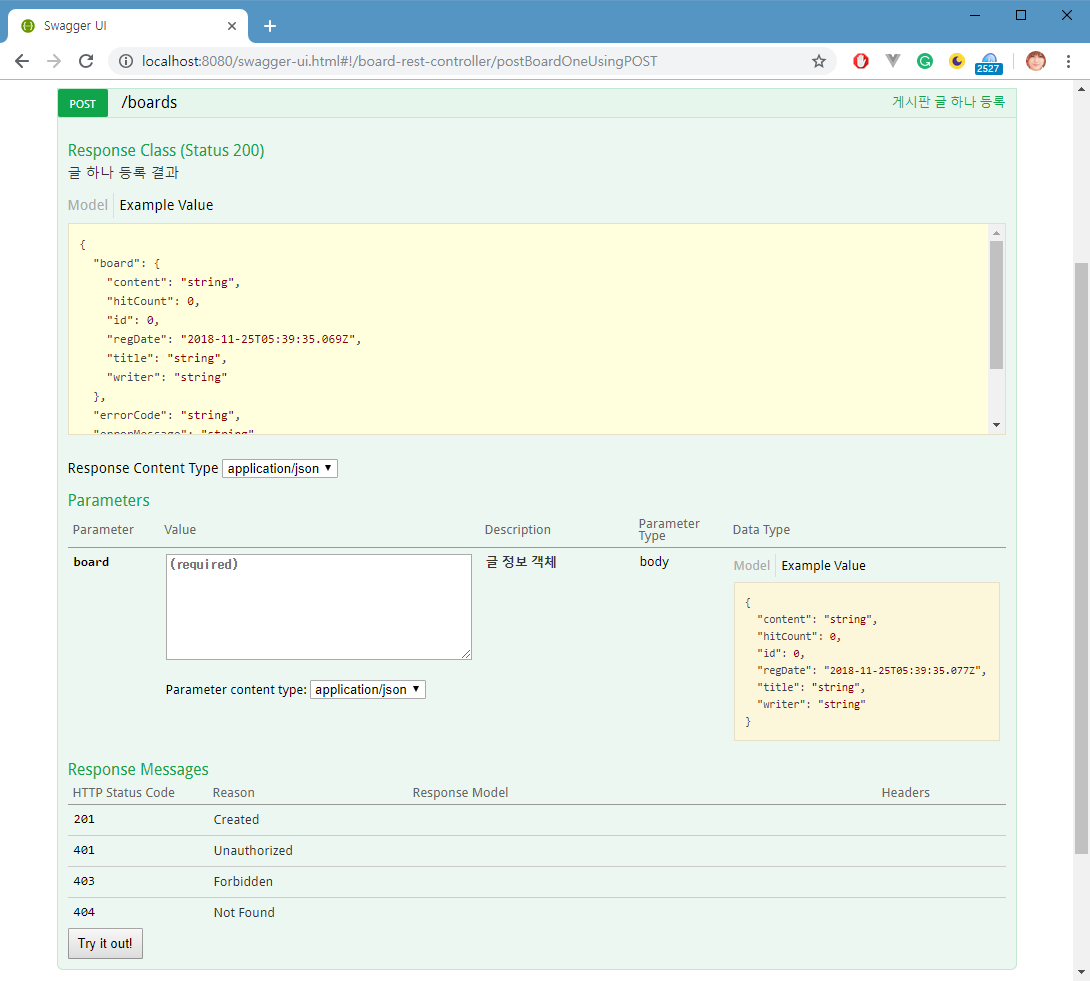 Swagger UI
localhost:8080/swagger-ui.html#!/board-rest-controller/postBoardOneUsingPOST
2527
POST /boards 게시판 글 하나 등록
Response Class (Status 200)
글 하나 등록 결과
Model Example Value
{
"board": {
"content": "string",
"hitCount": 0,
"id": 0,
"regDate": "2018-11-25T05:39:35.069Z",
"title": "string",
"writer": "string"
},
"errorCode": "string",
"errorMessage": "string"
Response Content Type application/json
Parameters
Parameter Value Description Parameter Type Data Type
board (required) 글 정보 객체 body Model Example Value
{
"content": "string",
"hitCount": 0,
"id": 0,
"regDate": "2018-11-25T05:39:35.077Z",
"title": "string",
"writer": "string"
}
Parameter content type: application/json
Response Messages
HTTP Status Code Reason Response Model Headers
201 Created
401 Unauthorized
403 Forbidden
404 Not Found
Try it out!